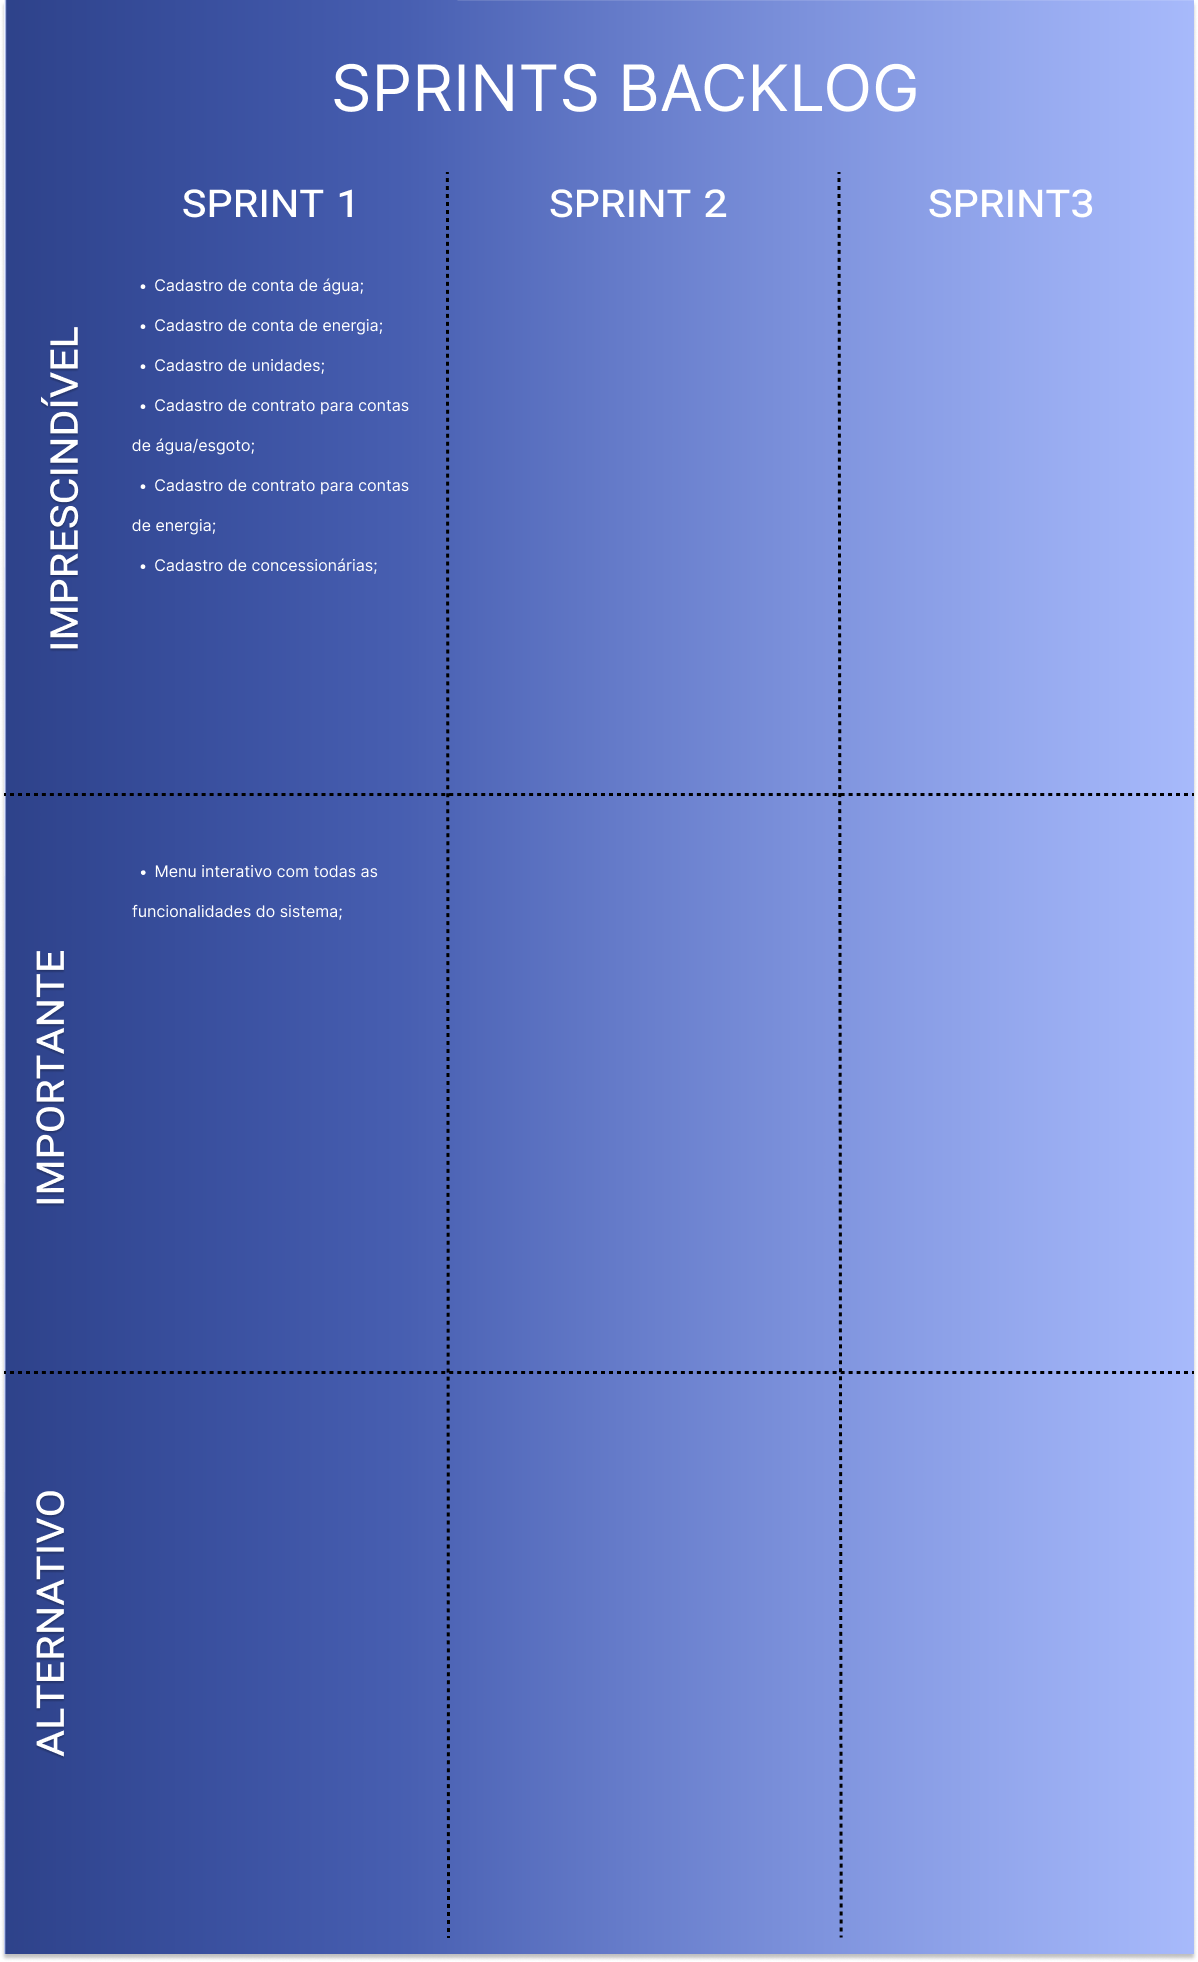 SPRINTS BACKLOG
SPRINT 1
SPRINT 2
SPRINT3
IMPRESCINDÍVEL
• Cadastro de conta de água;
• Cadastro de conta de energia;
• Cadastro de unidades;
• Cadastro de contrato para contas
de água/esgoto;
• Cadastro de contrato para contas
de energia;
• Cadastro de concessionárias;
IMPORTANTE
• Menu interativo com todas as
funcionalidades do sistema;
ALTERNATIVO